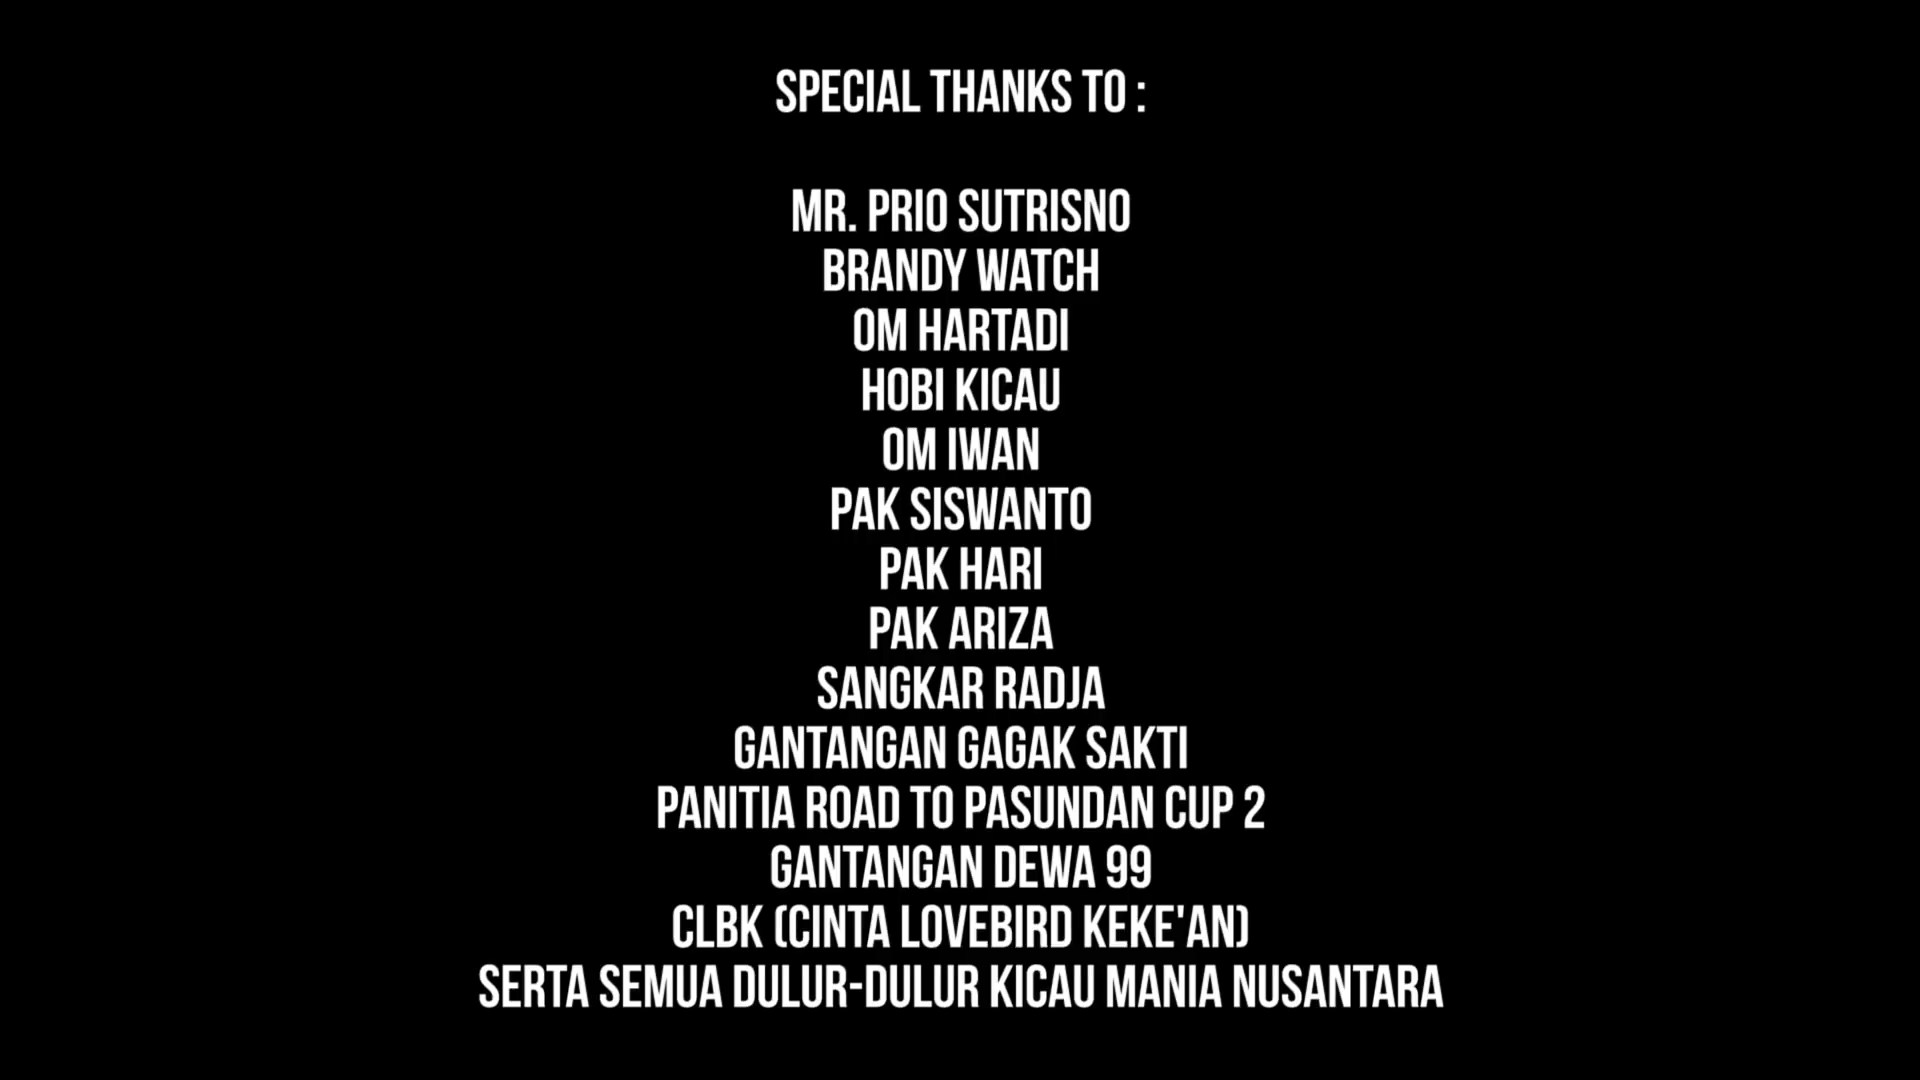 SPECIAL THANKS TO :
MR. PRIO SUTRISNO
BRANDY WATCH
OM HARTADI
HOBI KICAU
OM IWAN
PAK SISWANTO
PAK HARI
PAK ARIZA
SANGKAR RADJA
GANTANGAN GAGAK SAKTI
PANITIA ROAD TO PASUNDAN CUP 2
GANTANGAN DEWA 99
CLBK (CINTA LOVEBIRD KEKE'AN)
SERTA SEMUA DULUR-DULUR KICAU MANIA NUSANTARA